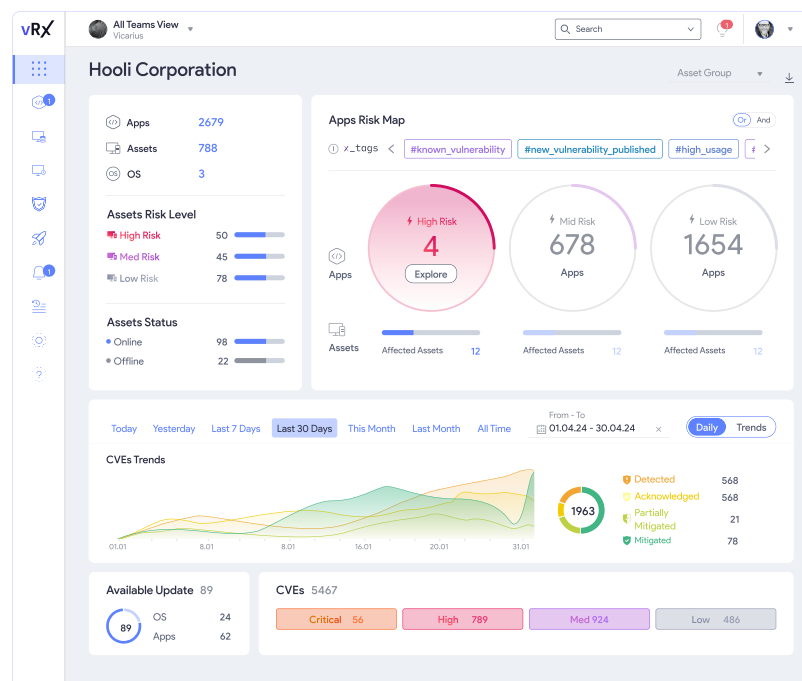 vRX
All Teams View
Vicarius
Search
1
Hooli Corporation
Asset Group
1
1
?
Apps 2679
Assets 788
OS OS 3
Assets Risk Level
High Risk 50
Med Risk 45
Low Risk 78
Assets Status
Online 98
Offline 22
Apps Risk Map
Or And
x_tags
#known_vulnerability
#new_vulnerability_published
#high_usage
#
High Risk
4
Explore
Mid Risk
678
Apps
Low Risk
1654
Apps
Apps
Assets
Affected Assets 12
Affected Assets 12
Affected Assets 12
Today
Yesterday
Last 7 Days
Last 30 Days
This Month
Last Month
All Time
From - To
01.04.24 - 30.04.24
Daily
Trends
CVEs Trends
01.01 8.01 8.01 16.01 20.01 31.01
1963
Detected 568
Acknowledged 568
Partially
Mitigated 21
Mitigated 78
Available Update 89
89
OS 24
Apps 62
CVEs 5467
Critical 56
High 789
Med 924
Low 486